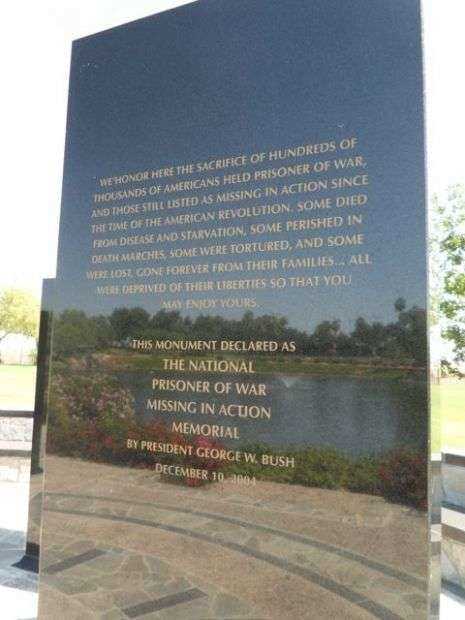 WE HONOR HERE THE SACRIFICE OF HUNDREDS OF
THOUSANDS OF AMERICANS HELD PRISONER OF WAR,
AND THOSE STILL LISTED AS MISSING IN ACTION SINCE
THE TIME OF THE AMERICAN REVOLUTION. SOME DIED
FROM DISEASE AND STARVATION, SOME PERISHED IN
DEATH MARCHES, SOME WERE TORTURED, AND SOME
WERE LOST, GONE FOREVER FROM THEIR FAMILIES... ALL
WERE DEPRIVED OF THEIR LIBERTIES SO THAT YOU
MAY ENJOY YOURS.
THIS MONUMENT DECLARED AS
THE NATIONAL
PRISONER OF WAR
MISSING IN ACTION
MEMORIAL
BY PRESIDENT GEORGE W. BUSH
DECEMBER 10, 2004